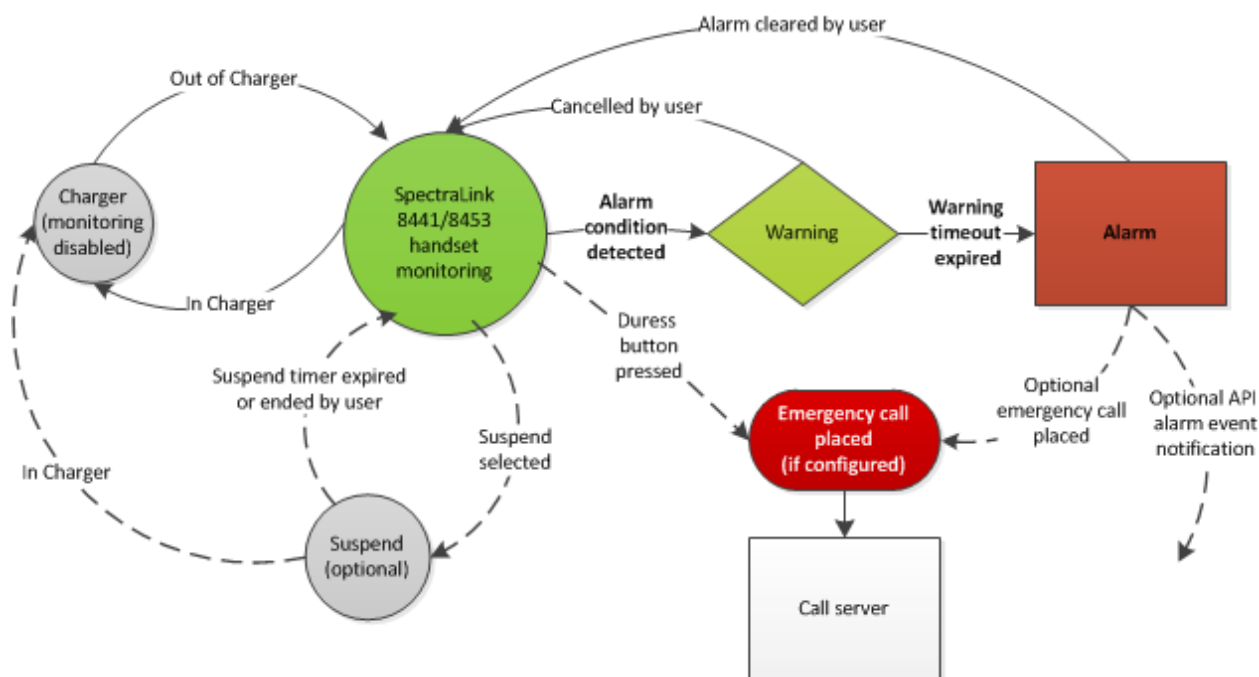 Alarm cleared by user
Out of Charger
Cancelled by user
Charger
(monitoring
disabled)
SpectraLink
8441/8453
handset
monitoring
Alarm
condition
detected
Warning
Warning
timeout
expired
Alarm
In Charger
Duress
button
pressed
Suspend timer expired
or ended by user
Optional
emergency call
placed
Optional API
alarm event
notification
Emergency call
placed
(if configured)
Suspend
selected
In Charger
Suspend
(optional)
Call server